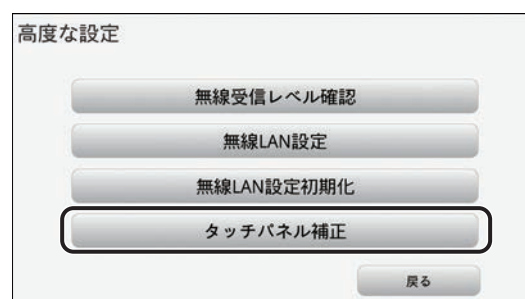 高度な設定
無線受信レベル確認
無線LAN設定
無線LAN設定初期化
タッチパネル補正
戻る